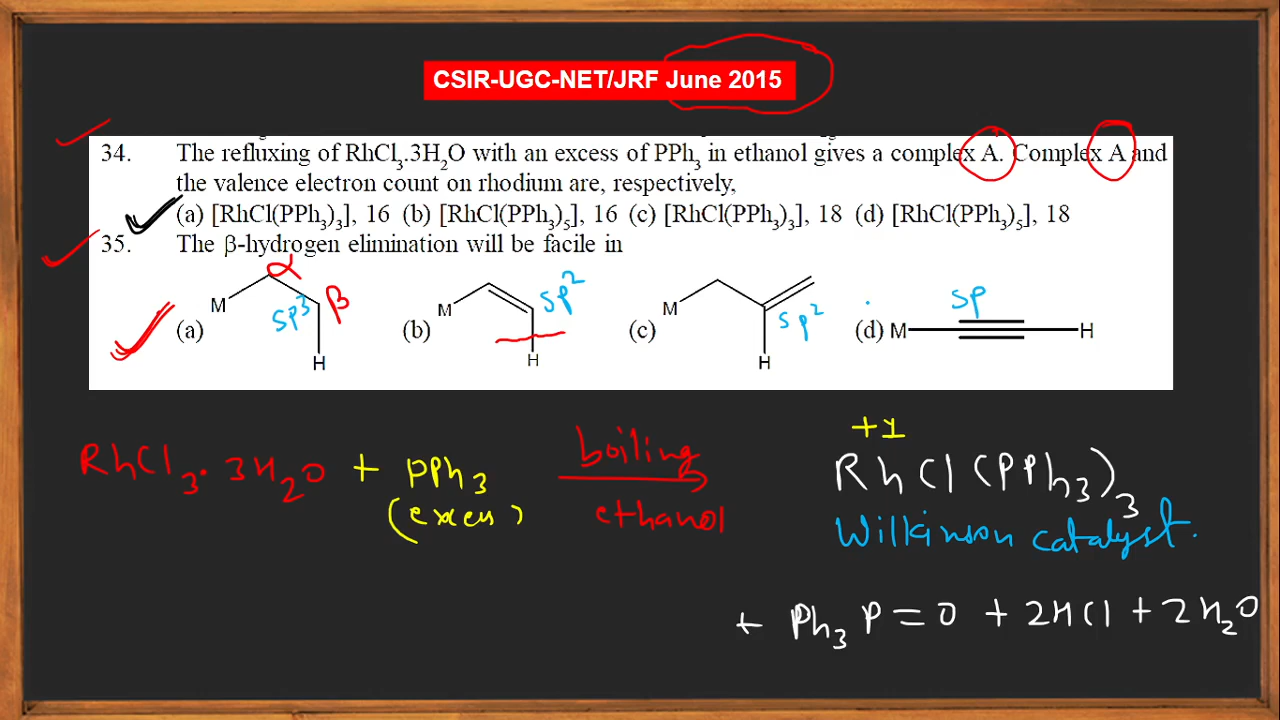 CSIR-UGC-NET/JRF June 2015
34. The refluxing of RhCl₃.3H₂O with an excess of PPh₃ in ethanol gives a complex A. Complex A and
the valence electron count on rhodium are, respectively,
(a) [RhCl(PPh₃)₃], 16 (b) [RhCl(PPh₃)₅], 16 (c) [RhCl(PPh₃)₃], 18 (d) [RhCl(PPh₃)₅], 18
35. The β-hydrogen elimination will be facile in
(a) M α sp³ β H
(b) M sp² H
(c) M sp² H
(d) M sp H
RhCl₃·3H₂O + PPh₃ (excess) boiling ethanol
+1
RhCl(PPh₃)₃
Wilkinson catalyst.
+ Ph₃P=O + 2HCl + 2H₂O